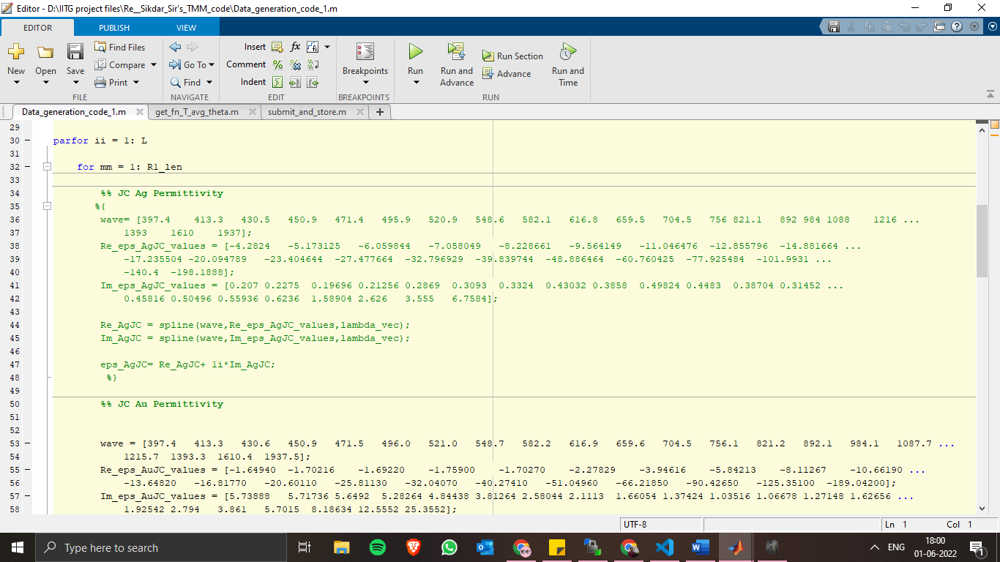 Editor - D:\IITG project files\Re__Sikdar_Sir's_TMM_code\Data_generation_code_1.m
EDITOR PUBLISH VIEW
New Open Save Find Files Compare Print
FILE
Go To Find
NAVIGATE
Insert fx
Comment
Indent
EDIT
Breakpoints
BREAKPOINTS
Run Run and Advance Run Section Advance Run and Time
RUN
Data_generation_code_1.m get_fn_T_avg_theta.m submit_and_store.m
29
30 parfor ii = 1: L
31
32 for mm = 1: R1_len
33
34 %% JC Ag Permittivity
35 %{
36 wave= [397.4 413.3 430.5 450.9 471.4 495.9 520.9 548.6 582.1 616.8 659.5 704.5 756 821.1 892 984 1088 1216 ...
37 1393 1610 1937];
38 Re_eps_AgJC_values = [-4.2824 -5.173125 -6.059844 -7.058049 -8.228661 -9.564149 -11.046476 -12.855796 -14.881664 ...
39 -17.235504 -20.094789 -23.404644 -27.477664 -32.796929 -39.839744 -48.886464 -60.760425 -77.925484 -101.9931 ...
40 -140.4 -198.1888];
41 Im_eps_AgJC_values = [0.207 0.2275 0.19696 0.21256 0.2869 0.3093 0.3324 0.43032 0.3858 0.49824 0.4483 0.38704 0.31452 ...
42 0.45816 0.50496 0.55936 0.6236 1.58904 2.626 3.555 6.7584];
43
44 Re_AgJC = spline(wave,Re_eps_AgJC_values,lambda_vec);
45 Im_AgJC = spline(wave,Im_eps_AgJC_values,lambda_vec);
46
47 eps_AgJC= Re_AgJC+ 1i*Im_AgJC;
48 %}
49
50 %% JC Au Permittivity
51
52
53 wave = [397.4 413.3 430.6 450.9 471.5 496.0 521.0 548.7 582.2 616.9 659.6 704.5 756.1 821.2 892.1 984.1 1087.7 ...
54 1215.7 1393.3 1610.4 1937.5];
55 Re_eps_AuJC_values = [-1.64940 -1.70216 -1.69220 -1.75900 -1.70270 -2.27829 -3.94616 -5.84213 -8.11267 -10.66190 ...
56 -13.64820 -16.81770 -20.60110 -25.81130 -32.04070 -40.27410 -51.04960 -66.21850 -90.42650 -125.35100 -189.04200];
57 Im_eps_AuJC_values = [5.73888 5.71736 5.6492 5.28264 4.84438 3.81264 2.58044 2.1113 1.66054 1.37424 1.03516 1.06678 1.27148 1.62656 ...
58 1.92542 2.794 3.861 5.7015 8.18634 12.5552 25.3552];
UTF-8 Ln 1 Col 1
Type here to search
ENG 18:00
01-06-2022
1